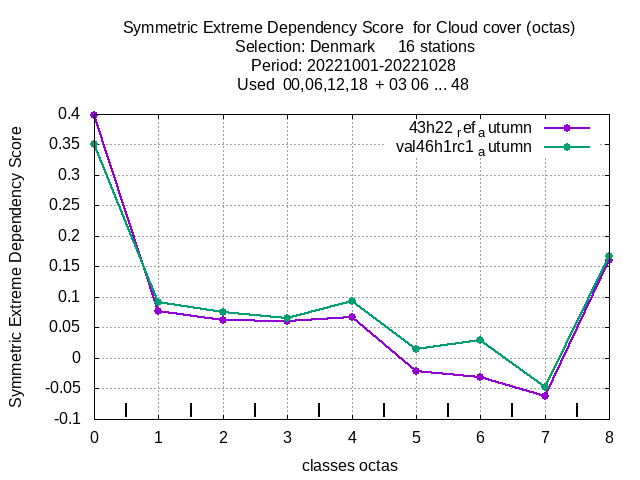 Symmetric Extreme Dependency Score  for Cloud cover (octas)
Selection: Denmark     16 stations
Period: 20221001-20221028
Used  00,06,12,18  + 03 06 ... 48
Symmetric Extreme Dependency Score
0.4
0.35
0.3
0.25
0.2
0.15
0.1
0.05
0
-0.05
-0.1
43h22 ref a utumn
val46h1rc1 a utumn
0 1 2 3 4 5 6 7 8
classes octas